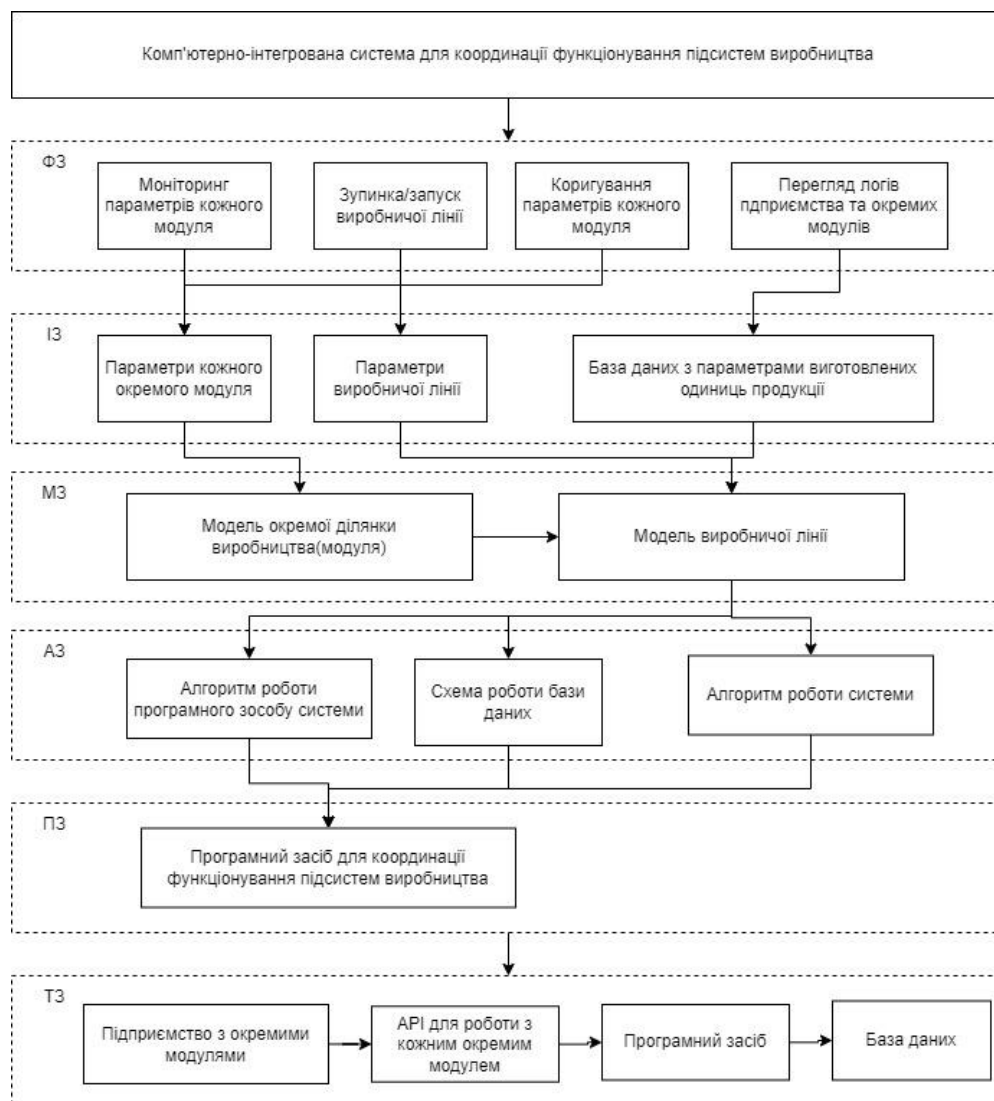 Комп'ютерно-інтегрована система для координації функціонування підсистем виробництва
ФЗ
Моніторинг
параметрів кожного
модуля
Зупинка/запуск
виробничої лінії
Коригування
параметрів кожного
модуля
Перегляд логів
пдприємства та окремих
модулів
ІЗ
Параметри кожного
окремого модуля
Параметри
виробничої лінії
База даних з параметрами виготовлених
одиниць продукції
МЗ
Модель окремої ділянки
виробництва(модуля)
Модель виробничої лінії
АЗ
Алгоритм роботи
програмного зособу системи
Схема роботи бази
даних
Алгоритм роботи системи
ПЗ
Програмний засіб для координації
функціонування підсистем виробництва
ТЗ
Підприємство з окремими
модулями
API для роботи з
кожним окремим
модулем
Програмний засіб
База даних